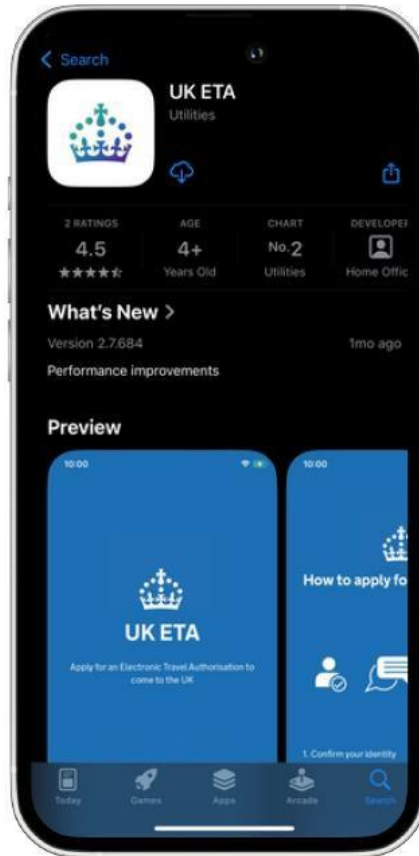 Search
UK ETA
Utilities
2 RATINGS
AGE
CHART
DEVELOPER
4.5
4+
No.2
Years Old
Utilities
Home Offic
What's New >
Version 2.7.684
1mo ago
Performance improvements
Preview
10:00
10:00
UK ETA
Apply for an Electronic Travel Authorisation to
come to the UK
How to apply fo
1. Confirm your identity
Today
Games
Apps
Arcade
Search